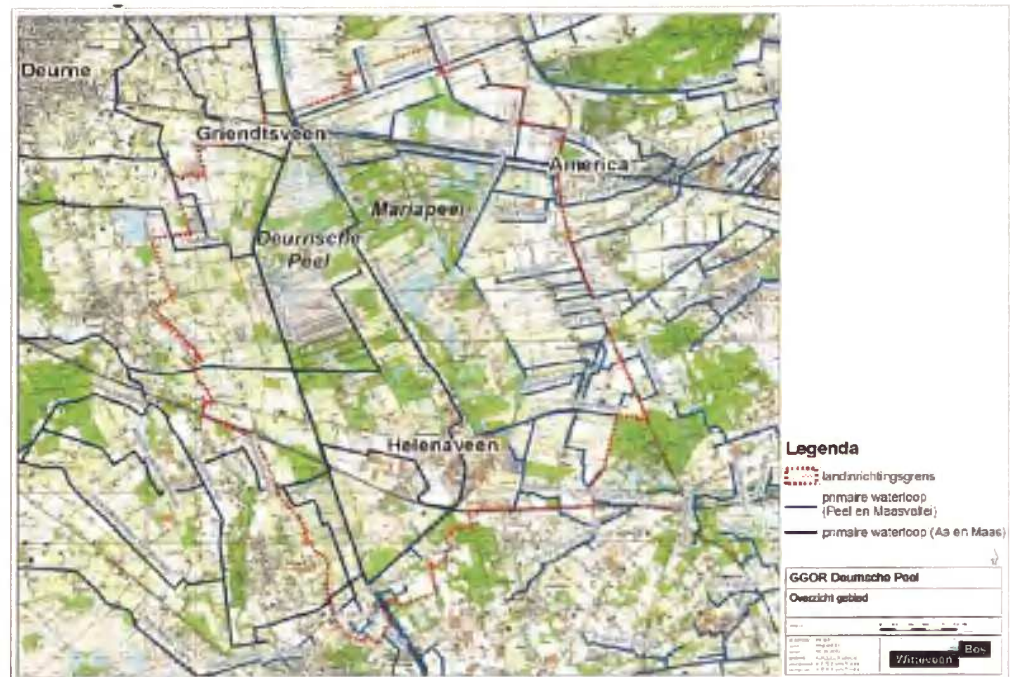 Deurne
Griendtsveen
America
Mariapeel
Deurnsche
Peel
Helenaveen
Legenda
landinrichtingsgrens
primaire waterloop
(Peel en Maasvallei)
primaire waterloop (Aa en Maas)
GGOR Deurnsche Peel
Overzicht gebied
Witteveen
Bos